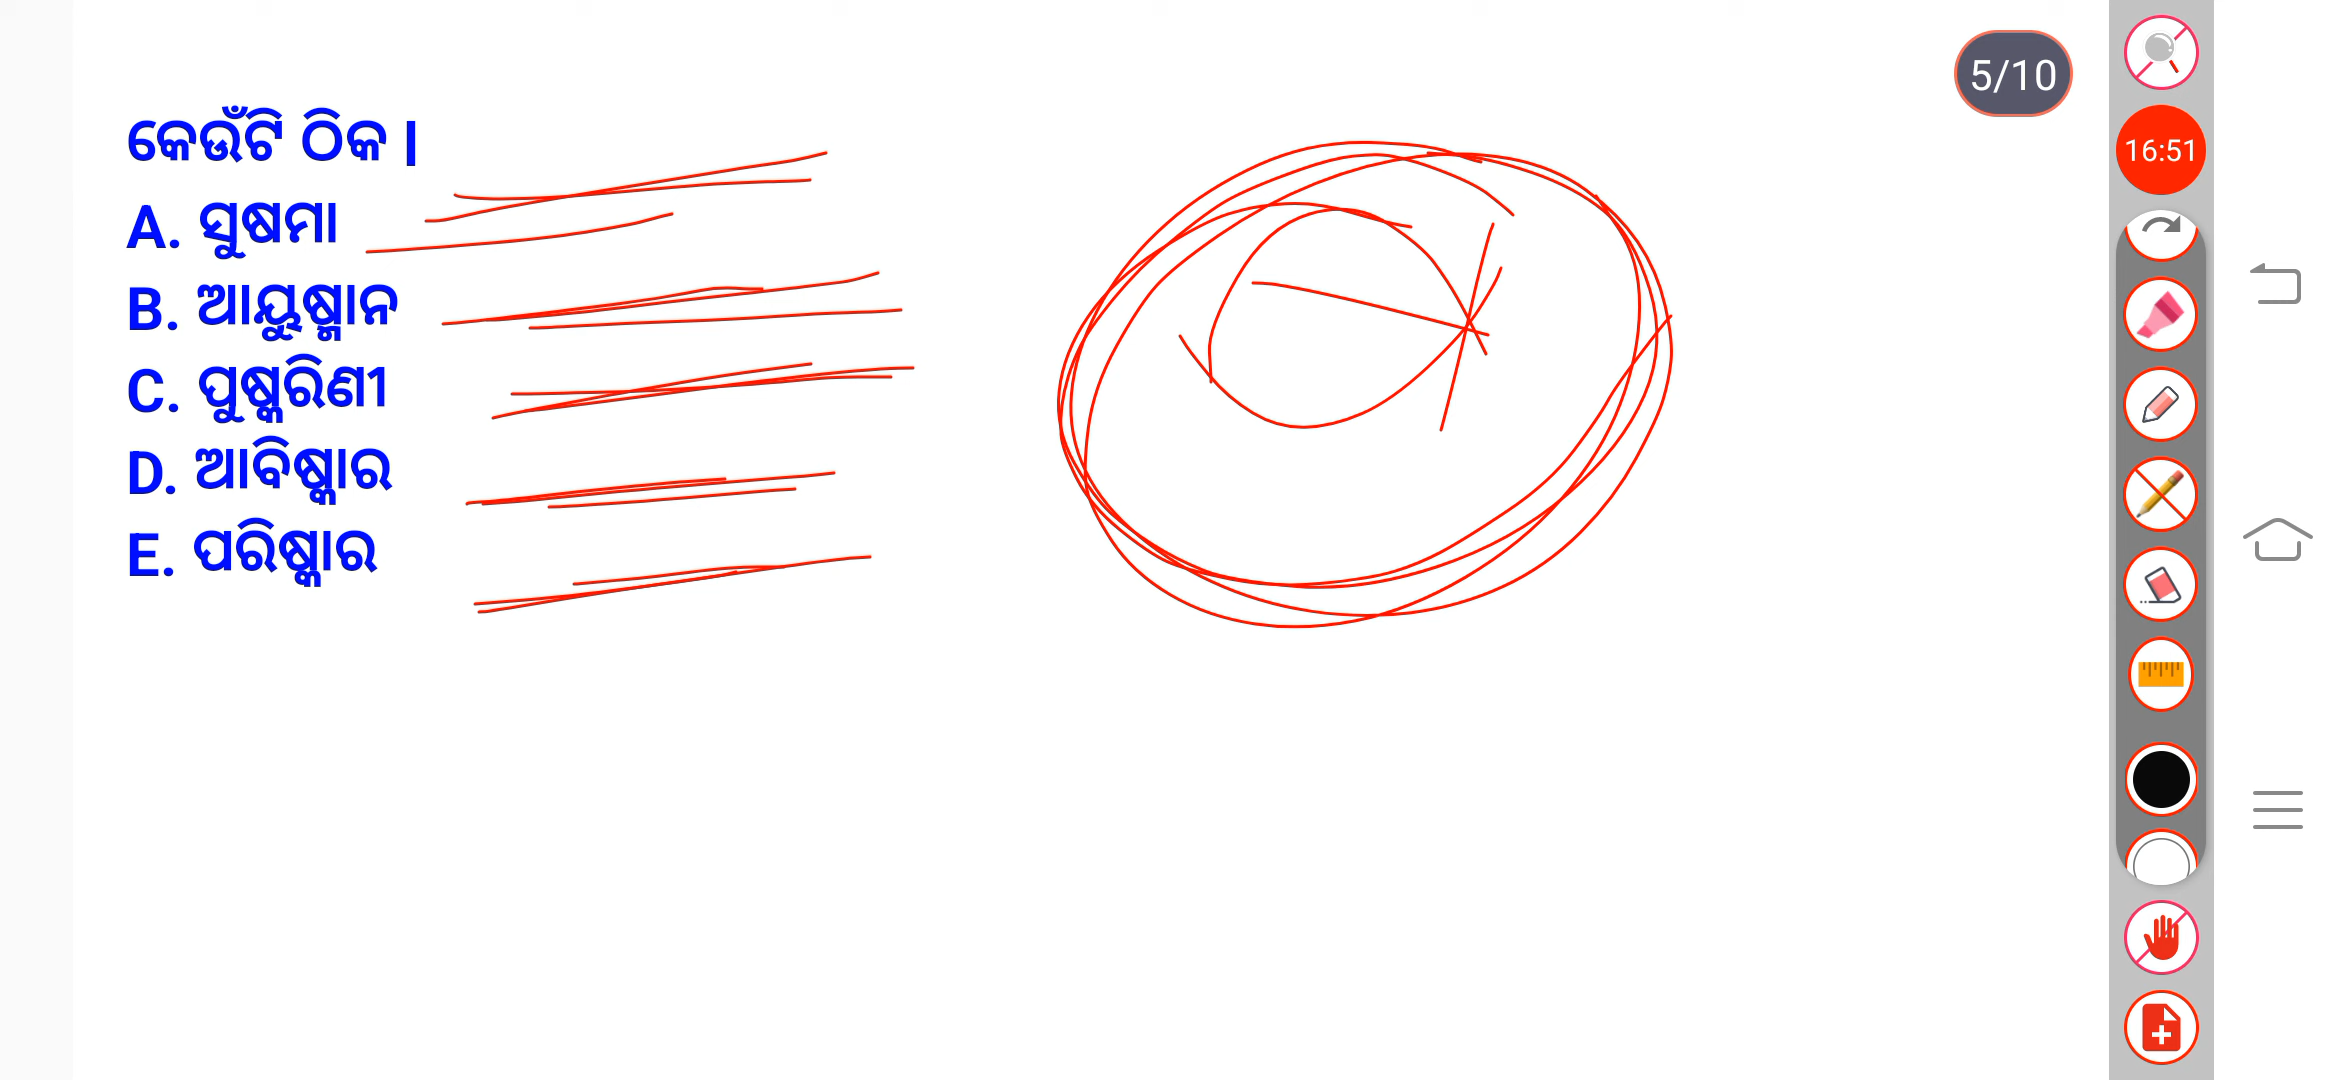 କେଉଁଟି ଠିକ |
A. ସୁଷମା
B. ଆୟୁଷ୍ମାନ
C. ପୁଷ୍କରିଣୀ
D. ଆବିଷ୍କାର
E. ପରିଷ୍କାର
5/10
16:51